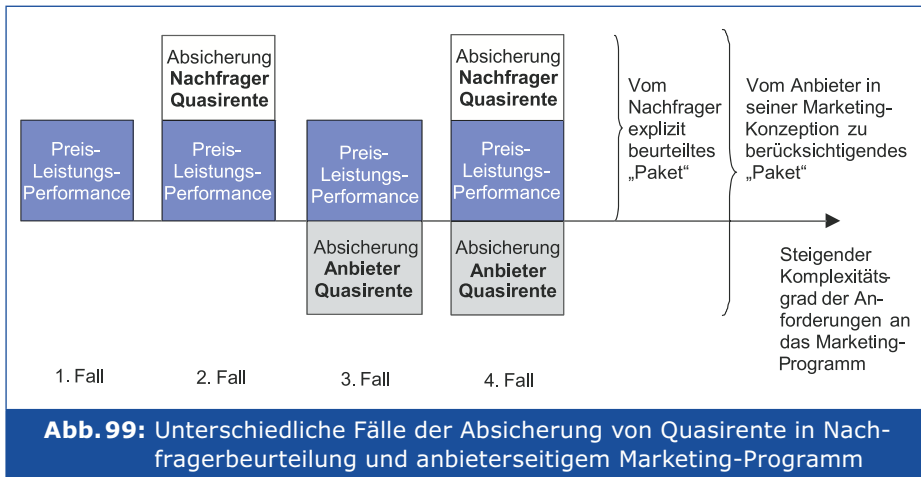 Absicherung
Nachfrager
Quasirente
Preis-
Leistungs-
Performance
Preis-
Leistungs-
Performance
Preis-
Leistungs-
Performance
Absicherung
Anbieter
Quasirente
Absicherung
Nachfrager
Quasirente
Preis-
Leistungs-
Performance
Absicherung
Anbieter
Quasirente
Vom
Nachfrager
explizit
beurteiltes
„Paket“
Vom Anbieter in
seiner Marketing-
Konzeption zu
berücksichtigendes
„Paket“
Steigender
Komplexitäts-
grad der An-
forderungen an
das Marketing-
Programm
1. Fall
2. Fall
3. Fall
4. Fall
Abb. 99: Unterschiedliche Fälle der Absicherung von Quasirente in Nach-
fragerbeurteilung und anbieterseitigem Marketing-Programm